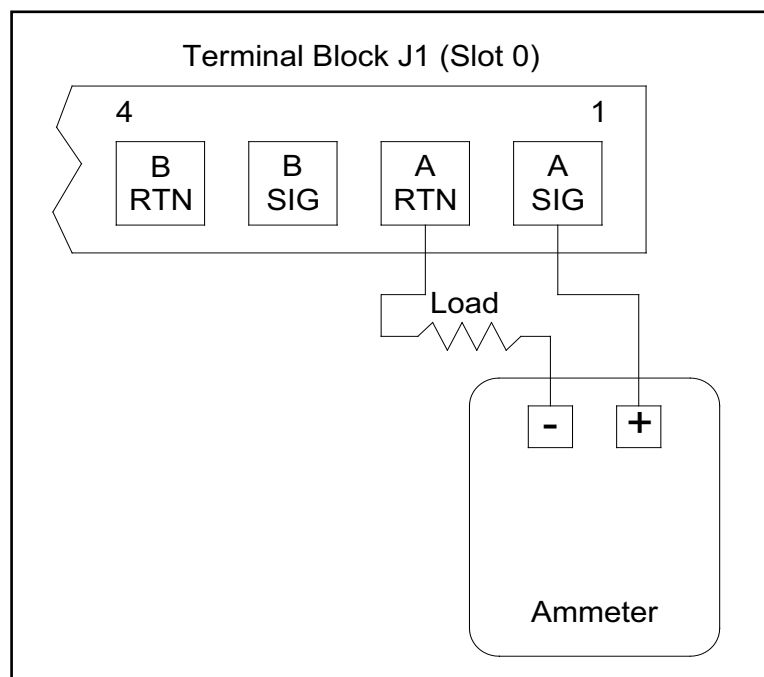 Terminal Block J1 (Slot 0)
4
1
B
RTN
B
SIG
A
RTN
A
SIG
Load
-
+
Ammeter